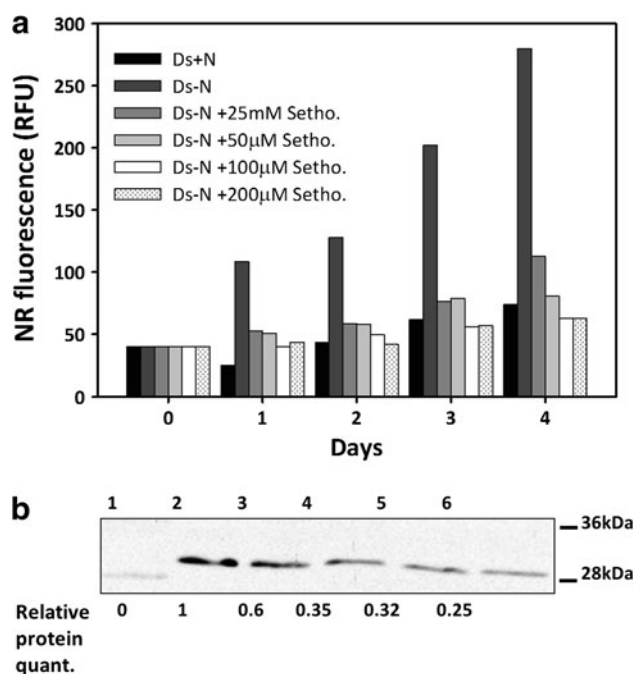 a
300
250
200
150
100
50
0
NR fluorescence (RFU)
Ds+N
Ds-N
Ds-N +25mM Setho.
Ds-N +50μM Setho.
Ds-N +100μM Setho.
Ds-N +200μM Setho.
0 1 2 3 4
Days
b
1 2 3 4 5 6
36kDa
28kDa
Relative protein quant.
0 1 0.6 0.35 0.32 0.25